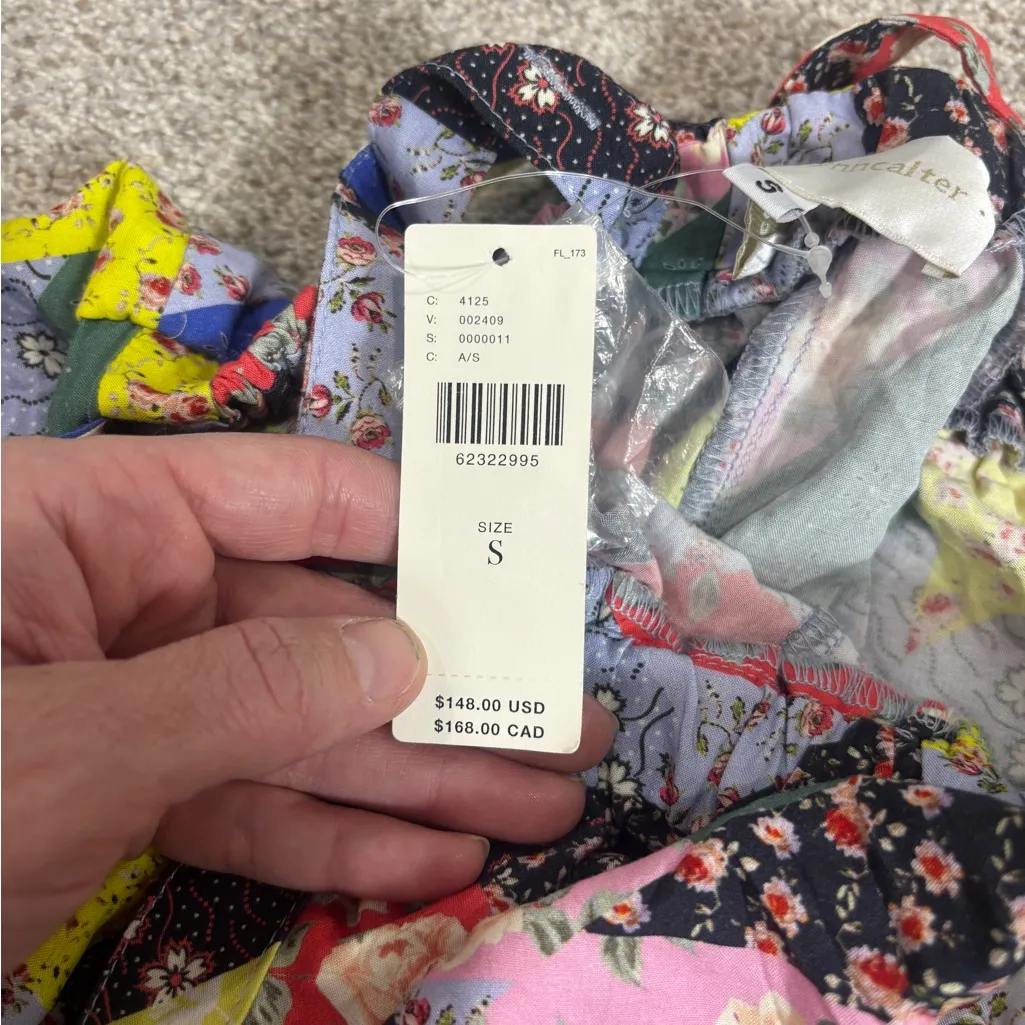 FL_173
C: 4125
V: 002409
S: 0000011
C: A/S
62322995
SIZE
S
$148.00 USD
$168.00 CAD
S